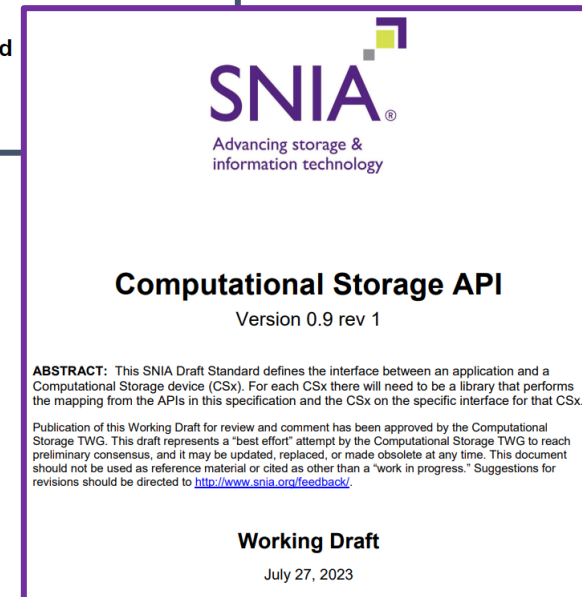 d
SNIA®
Advancing storage &
information technology
Computational Storage API
Version 0.9 rev 1
ABSTRACT: This SNIA Draft Standard defines the interface between an application and a
Computational Storage device (CSx). For each CSx there will need to be a library that performs
the mapping from the APIs in this specification and the CSx on the specific interface for that CSx.
Publication of this Working Draft for review and comment has been approved by the Computational
Storage TWG. This draft represents a “best effort” attempt by the Computational Storage TWG to reach
preliminary consensus, and it may be updated, replaced, or made obsolete at any time. This document
should not be used as reference material or cited as other than a “work in progress.” Suggestions for
revisions should be directed to http://www.snia.org/feedback/.
Working Draft
July 27, 2023